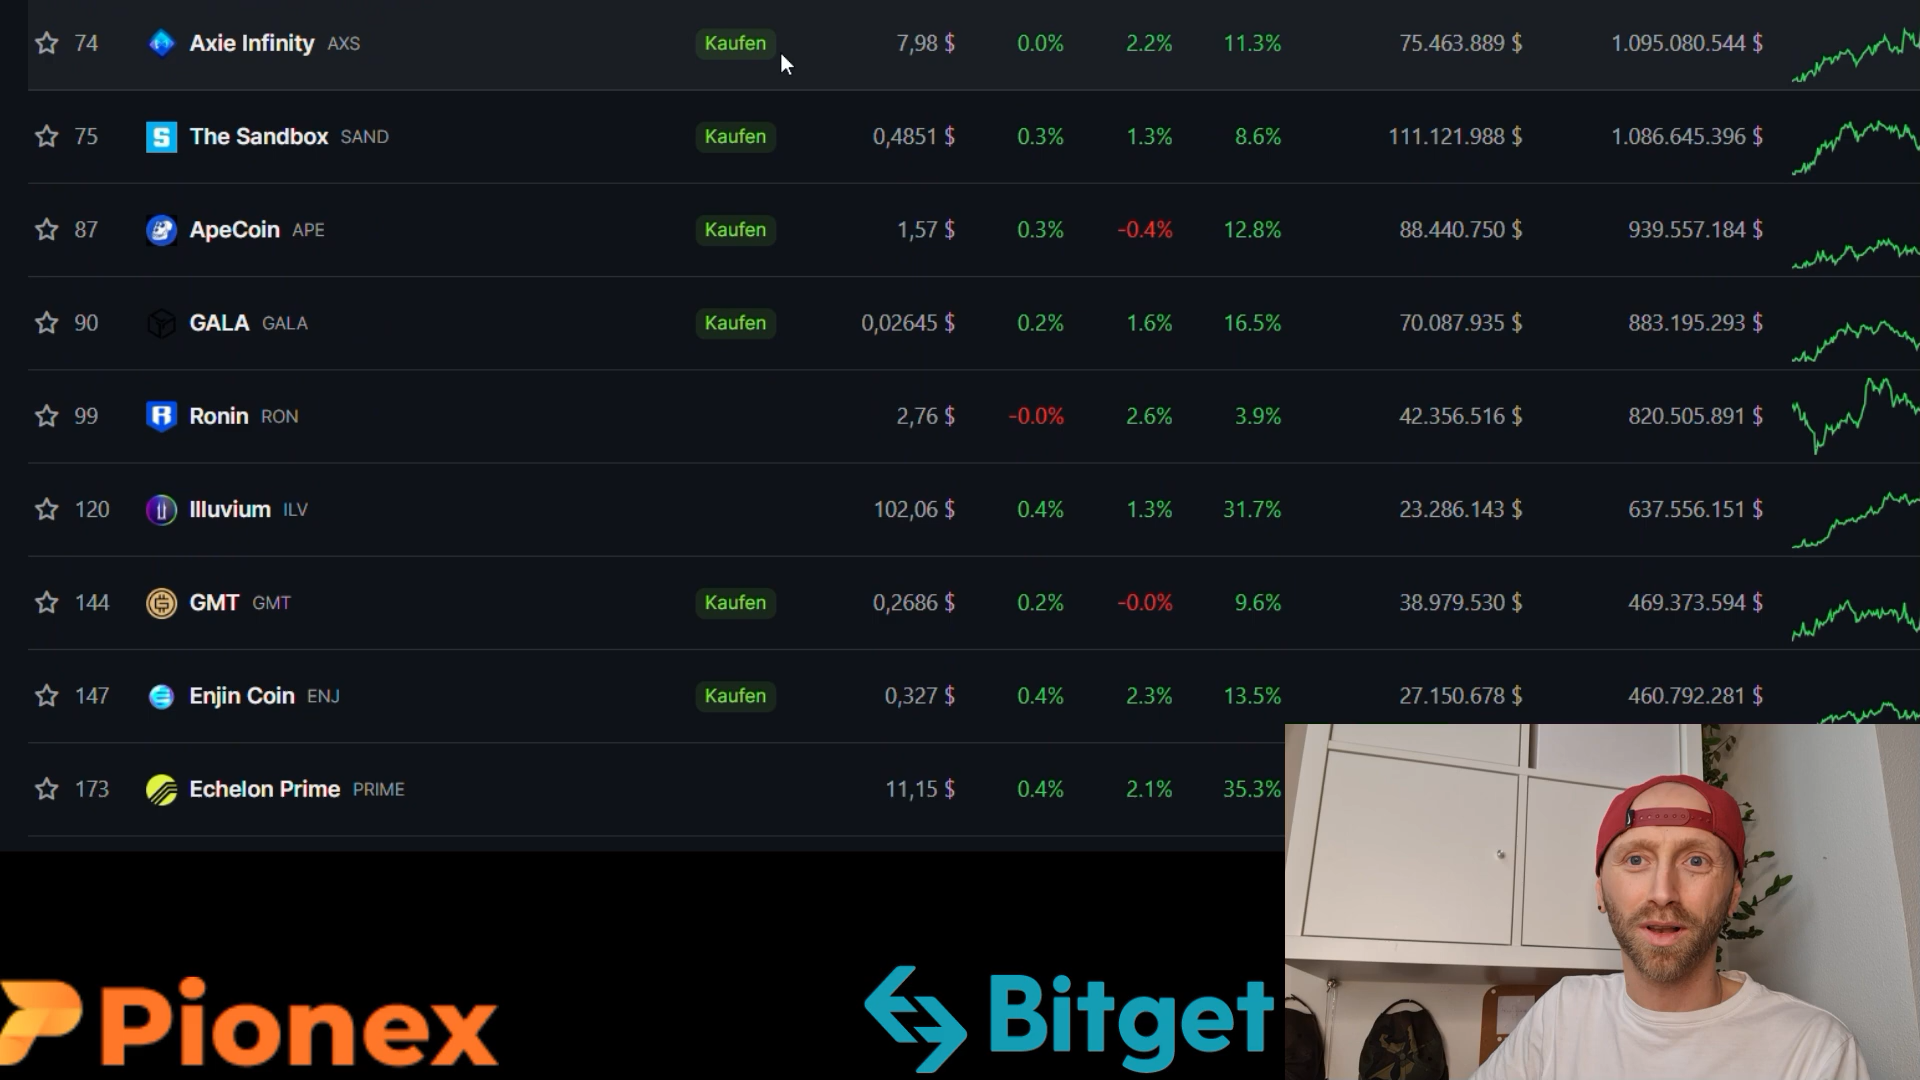 74 Axie Infinity AXS Kaufen 7,98 $ 0.0% 2.2% 11.3% 75.463.889 $ 1.095.080.544 $
75 The Sandbox SAND Kaufen 0,4851 $ 0.3% 1.3% 8.6% 111.121.988 $ 1.086.645.396 $
87 ApeCoin APE Kaufen 1,57 $ 0.3% -0.4% 12.8% 88.440.750 $ 939.557.184 $
90 GALA GALA Kaufen 0,02645 $ 0.2% 1.6% 16.5% 70.087.935 $ 883.195.293 $
99 Ronin RON 2,76 $ -0.0% 2.6% 3.9% 42.356.516 $ 820.505.891 $
120 Illuvium ILV 102,06 $ 0.4% 1.3% 31.7% 23.286.143 $ 637.556.151 $
144 GMT GMT Kaufen 0,2686 $ 0.2% -0.0% 9.6% 38.979.530 $ 469.373.594 $
147 Enjin Coin ENJ Kaufen 0,327 $ 0.4% 2.3% 13.5% 27.150.678 $ 460.792.281 $
173 Echelon Prime PRIME 11,15 $ 0.4% 2.1% 35.3%
Pionex
Bitget